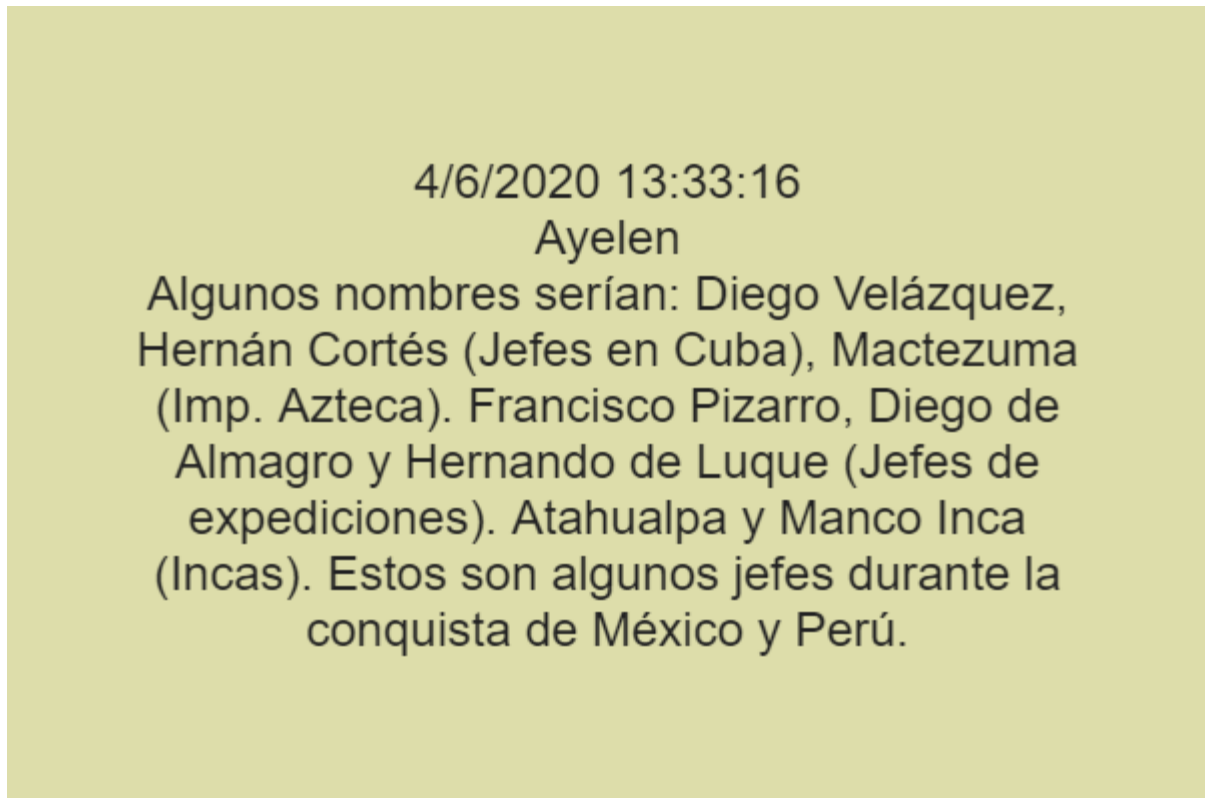 4/6/2020 13:33:16
Ayelen
Algunos nombres serían: Diego Velázquez,
Hernán Cortés (Jefes en Cuba), Mactezuma
(Imp. Azteca). Francisco Pizarro, Diego de
Almagro y Hernando de Luque (Jefes de
expediciones). Atahualpa y Manco Inca
(Incas). Estos son algunos jefes durante la
conquista de México y Perú.